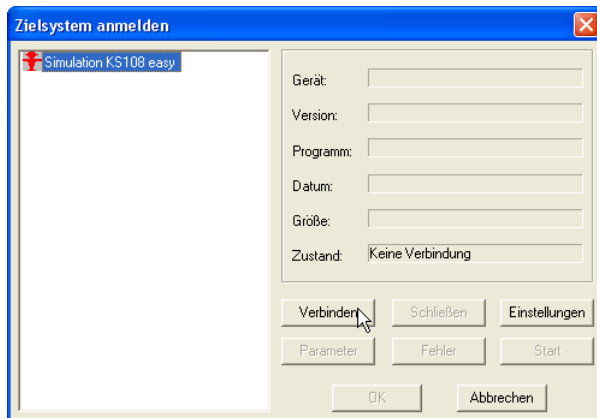 Zielsystem anmelden
Simulation KS108 easy
Gerät:
Version:
Programm:
Datum:
Größe:
Zustand: Keine Verbindung
Verbinden Schließen Einstellungen
Parameter Fehler Start
OK Abbrechen